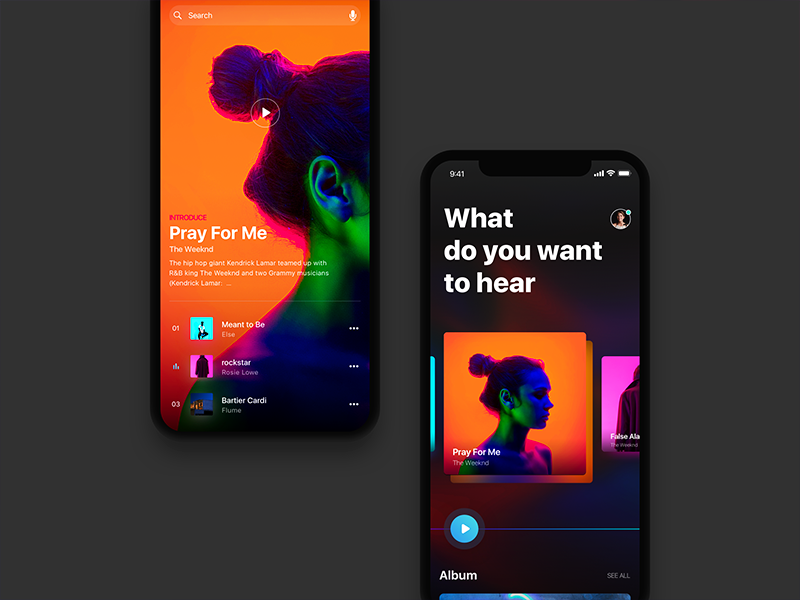 Search
INTRODUCE
Pray For Me
The Weeknd
The hip hop giant Kendrick Lamar teamed up with
R&B king The Weeknd and two Grammy musicians
(Kendrick Lamar: ...
01
Meant to Be
Else
rockstar
Rosie Lowe
03
Bartier Cardi
Flume
9:41
What
do you want
to hear
Pray For Me
The Weeknd
False Ala
The Weeknd
Album
SEE ALL